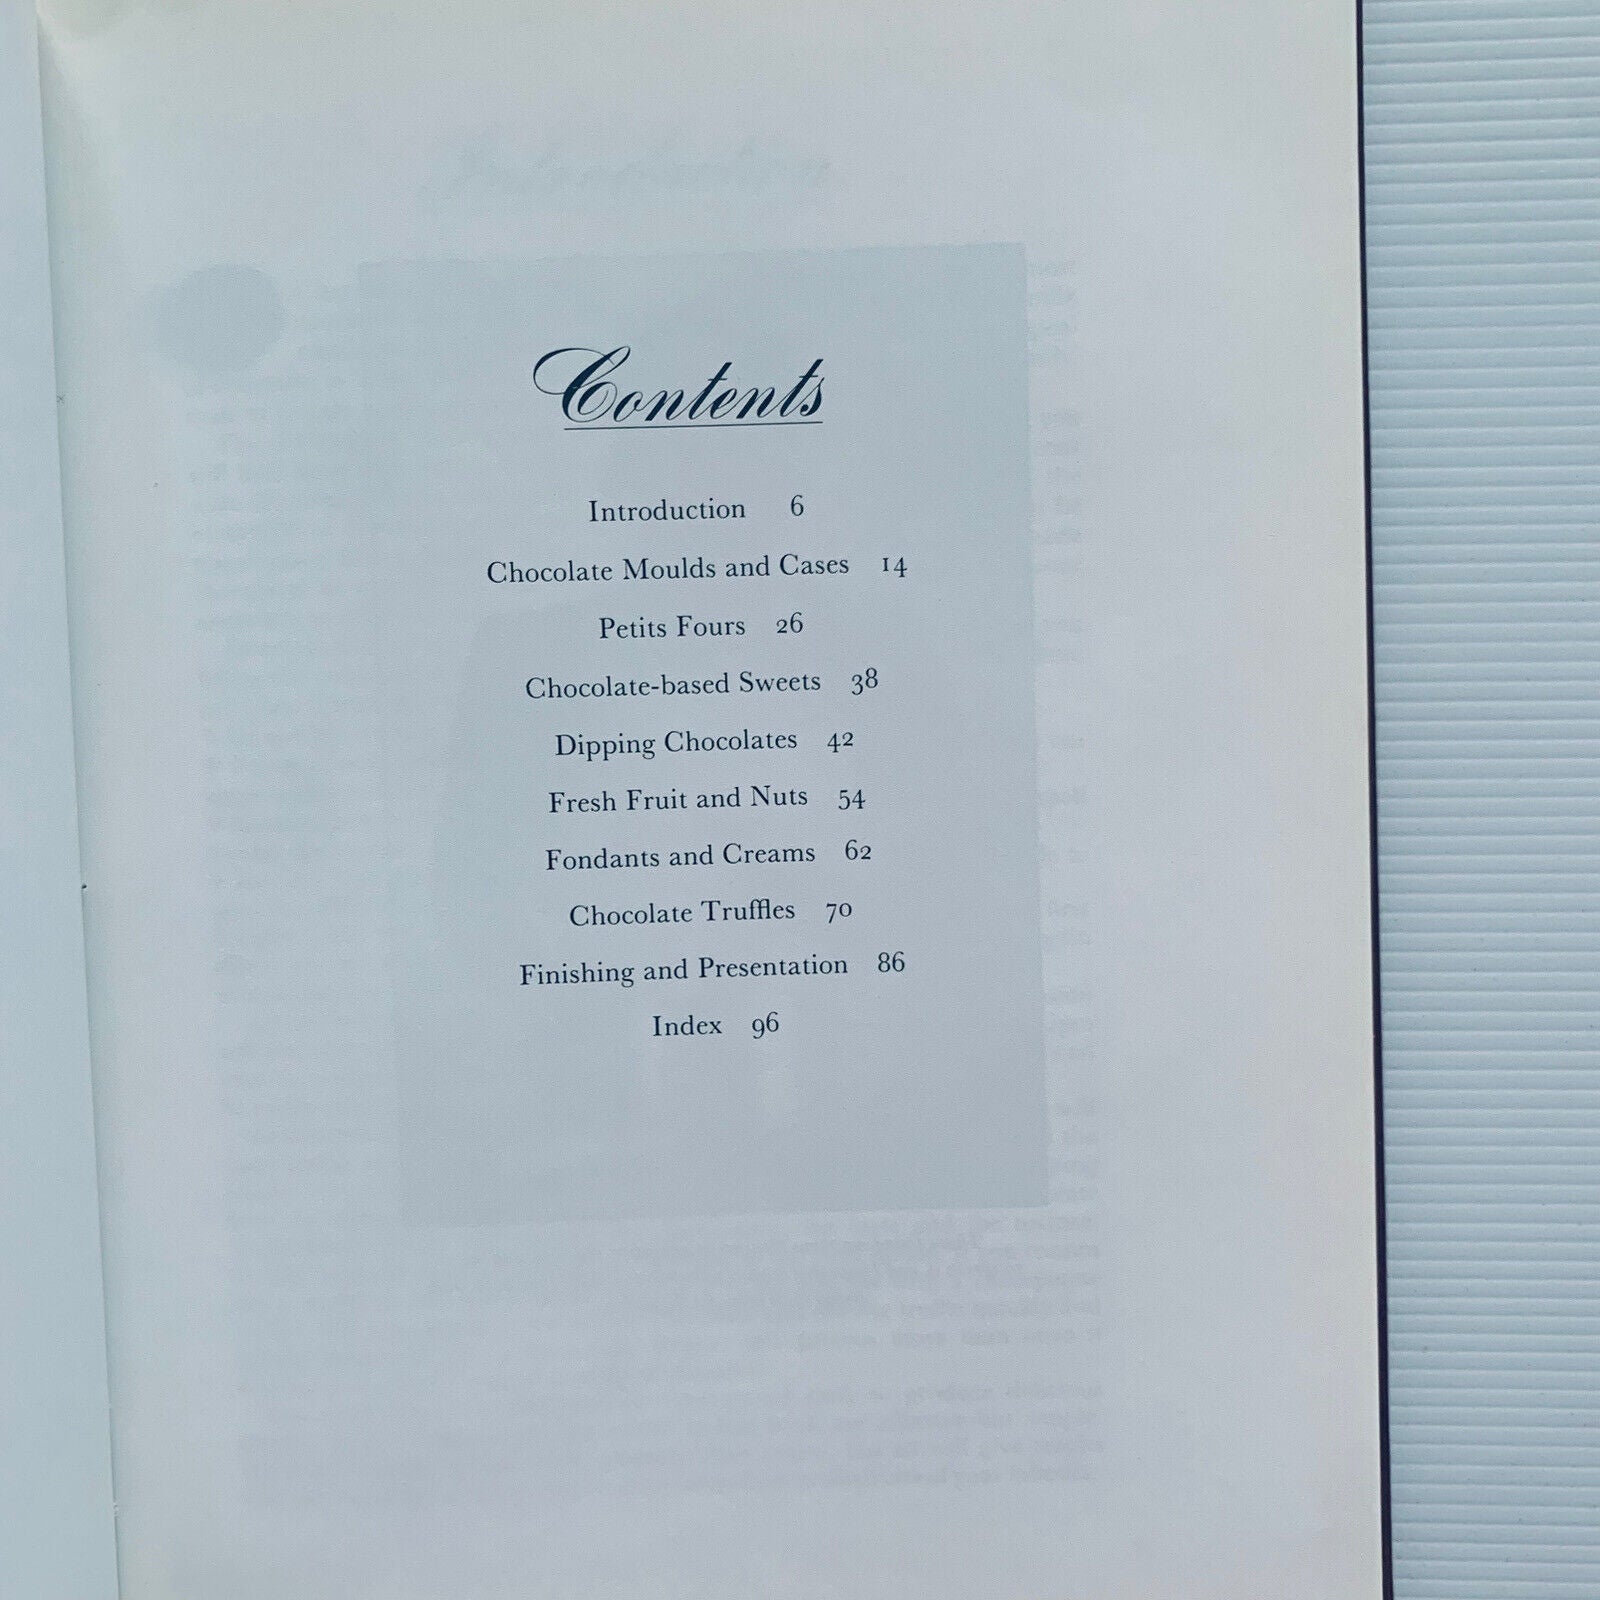 Contents
Introduction 6
Chocolate Moulds and Cases 14
Petits Fours 26
Chocolate-based Sweets 38
Dipping Chocolates 42
Fresh Fruit and Nuts 54
Fondants and Creams 62
Chocolate Truffles 70
Finishing and Presentation 86
Index 96